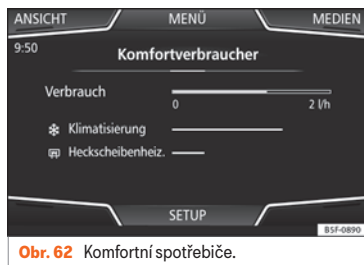 ANSICHT MENÜ MEDIEN
9:50
Komfortverbraucher
Verbrauch
0 2 l/h
Klimatisierung
Heckscheibenheiz.
SETUP
B5F-0890
Obr. 62 Komfortní spotřebiče.